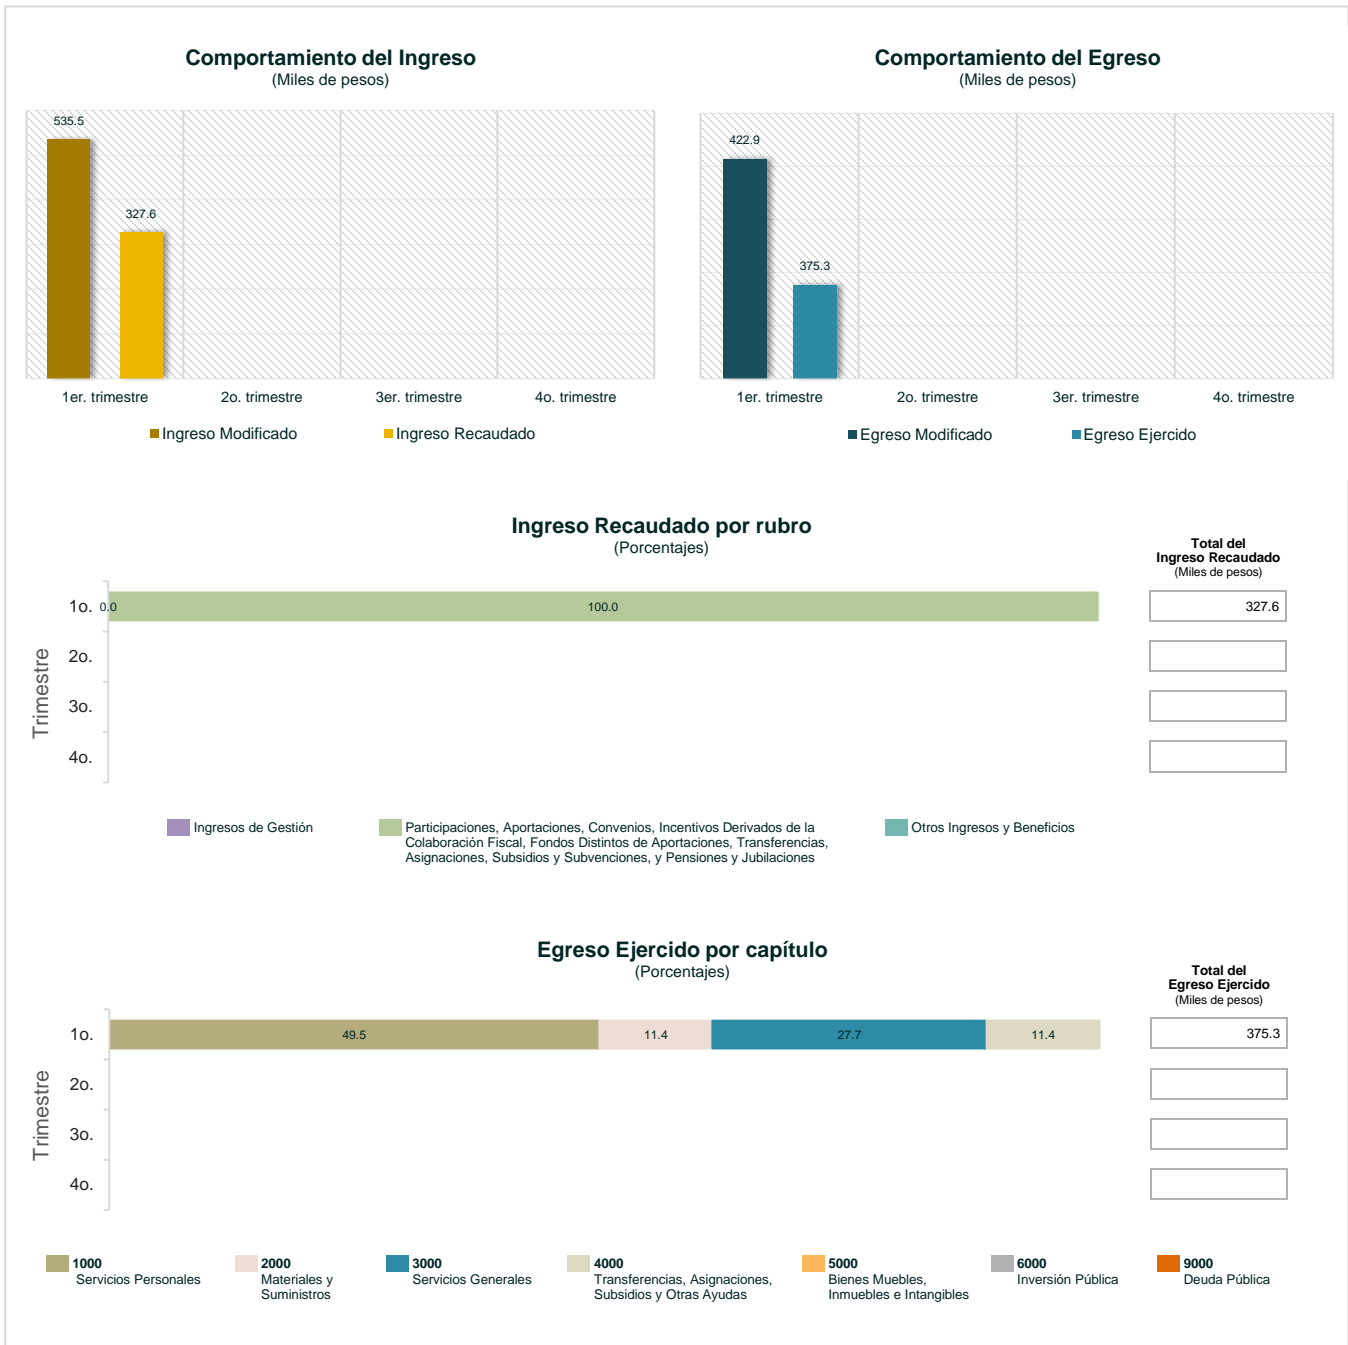 Comportamiento del Ingreso
(Miles de pesos)
535.5
327.6
1er. trimestre
2o. trimestre
3er. trimestre
4o. trimestre
Ingreso Modificado
Ingreso Recaudado
Comportamiento del Egreso
(Miles de pesos)
422.9
375.3
1er. trimestre
2o. trimestre
3er. trimestre
4o. trimestre
Egreso Modificado
Egreso Ejercido
Ingreso Recaudado por rubro
(Porcentajes)
Total del
Ingreso Recaudado
(Miles de pesos)
Trimestre
1o.
0.0
100.0
327.6
2o.
3o.
4o.
Ingresos de Gestión
Participaciones, Aportaciones, Convenios, Incentivos Derivados de la
Colaboración Fiscal, Fondos Distintos de Aportaciones, Transferencias,
Asignaciones, Subsidios y Subvenciones, y Pensiones y Jubilaciones
Otros Ingresos y Beneficios
Egreso Ejercido por capítulo
(Porcentajes)
Total del
Egreso Ejercido
(Miles de pesos)
Trimestre
1o.
49.5
11.4
27.7
11.4
375.3
2o.
3o.
4o.
1000
Servicios Personales
2000
Materiales y
Suministros
3000
Servicios Generales
4000
Transferencias, Asignaciones,
Subsidios y Otras Ayudas
5000
Bienes Muebles,
Inmuebles e Intangibles
6000
Inversión Pública
9000
Deuda Pública